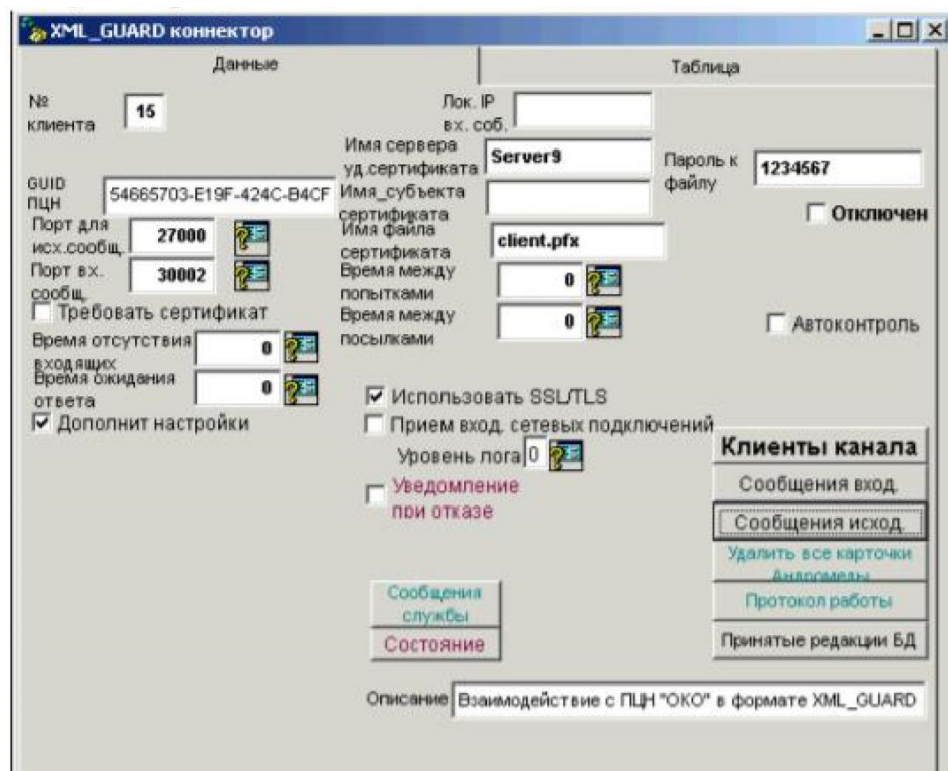 XML_GUARD коннектор
Данные
Таблица
№
клиента
15
Лок. IP
вх. соб.
Имя сервера
уд.сертификата
Server9
Пароль к
файлу
1234567
GUID
ПЦН
54665703-E19F-424C-B4CF
Имя_субъекта
сертификата
Отключен
Порт для
исх.сообщ.
27000
Имя файла
сертификата
client.pfx
Порт вх.
сообщ.
30002
Время между
попытками
0
Требовать сертификат
Время между
посылками
0
Автоконтроль
Время отсутствия
входящих
0
Время ожидания
ответа
0
Использовать SSL/TLS
Дополнит настройки
Прием вход. сетевых подключений
Уровень лога
0
Клиенты канала
Уведомление
при отказе
Сообщения вход.
Сообщения исход.
Удалить все карточки
Андромеды
Сообщения
службы
Протокол работы
Состояние
Принятые редакции БД
Описание
Взаимодействие с ПЦН "ОКО" в формате XML_GUARD